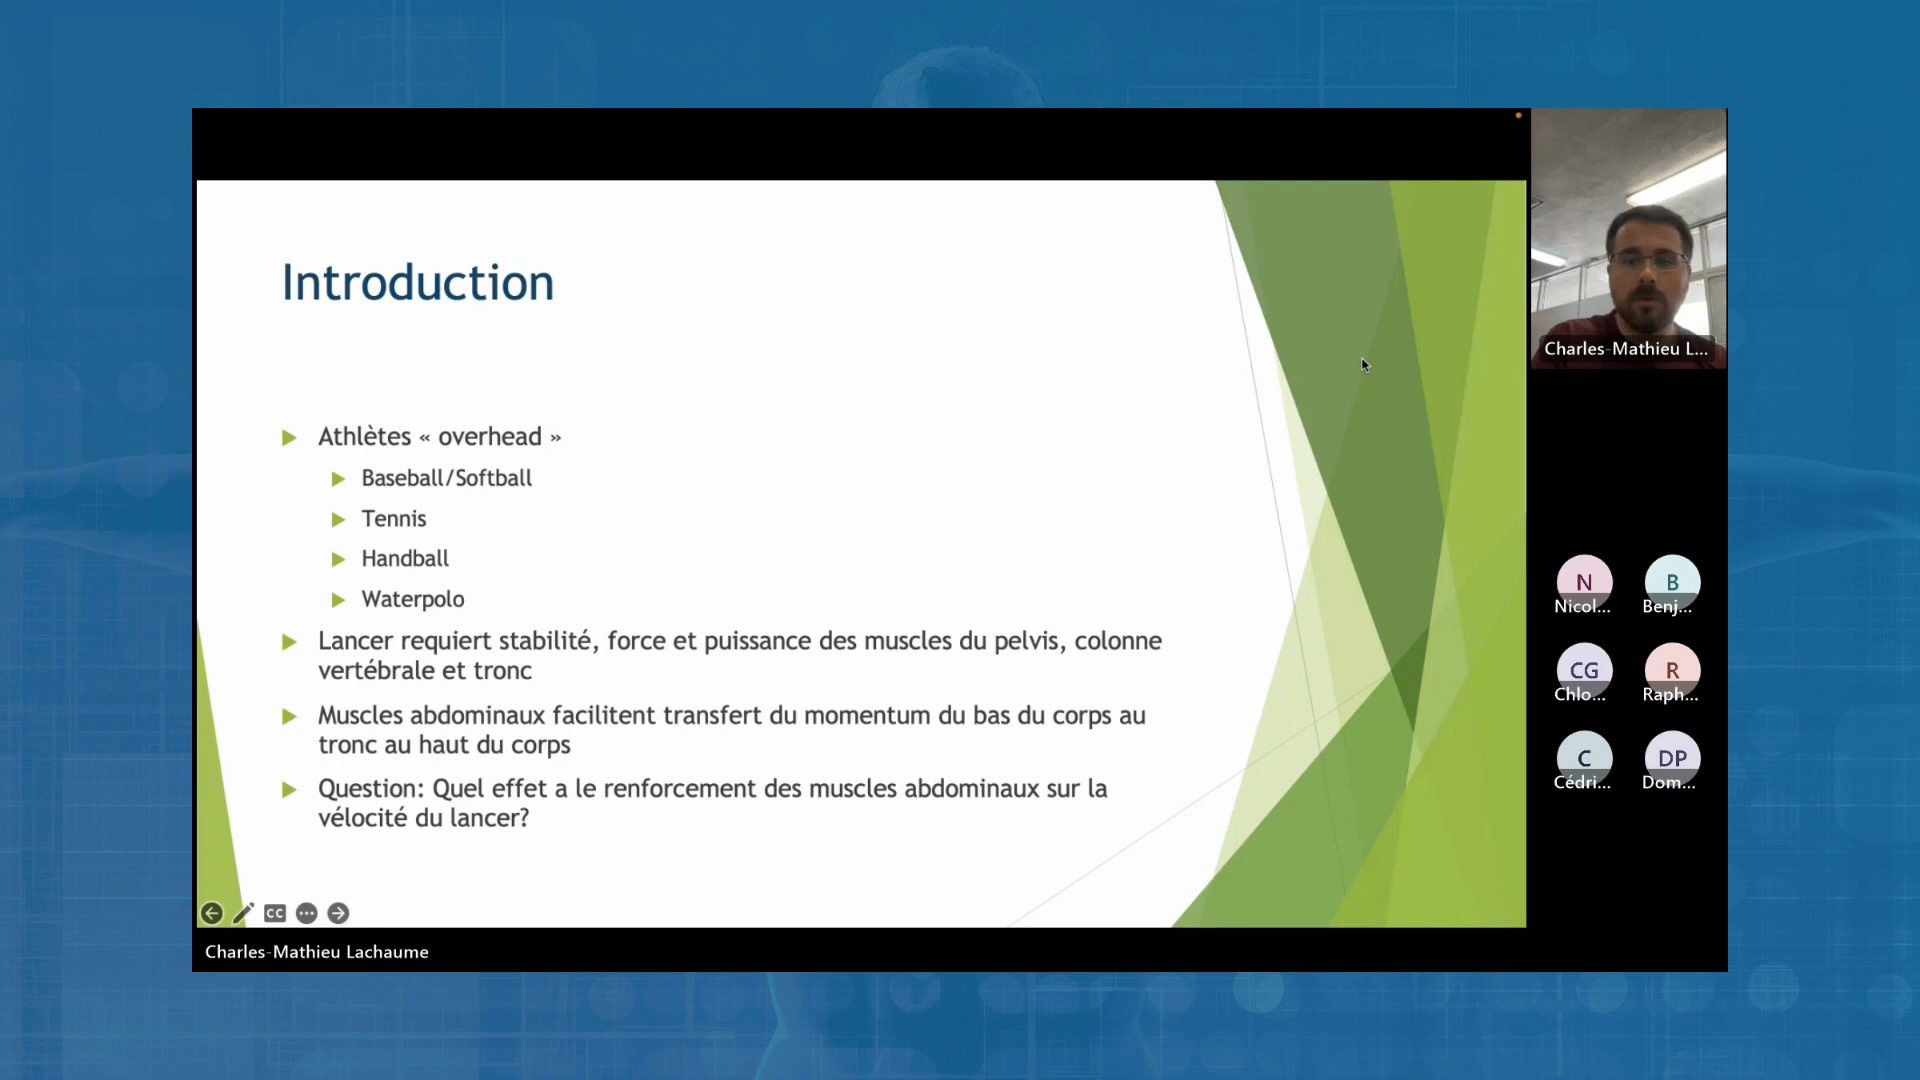 Introduction
Athlètes « overhead »
Baseball/Softball
Tennis
Handball
Waterpolo
Lancer requiert stabilité, force et puissance des muscles du pelvis, colonne
vertébrale et tronc
Muscles abdominaux facilitent transfert du momentum du bas du corps au
tronc au haut du corps
Question: Quel effet a le renforcement des muscles abdominaux sur la
vélocité du lancer?
CC
Charles-Mathieu Lachaume
Charles-Mathieu L...
N
Nicol...
B
Benj...
CG
Chlo...
R
Raph...
C
Cédri...
DP
Dom...